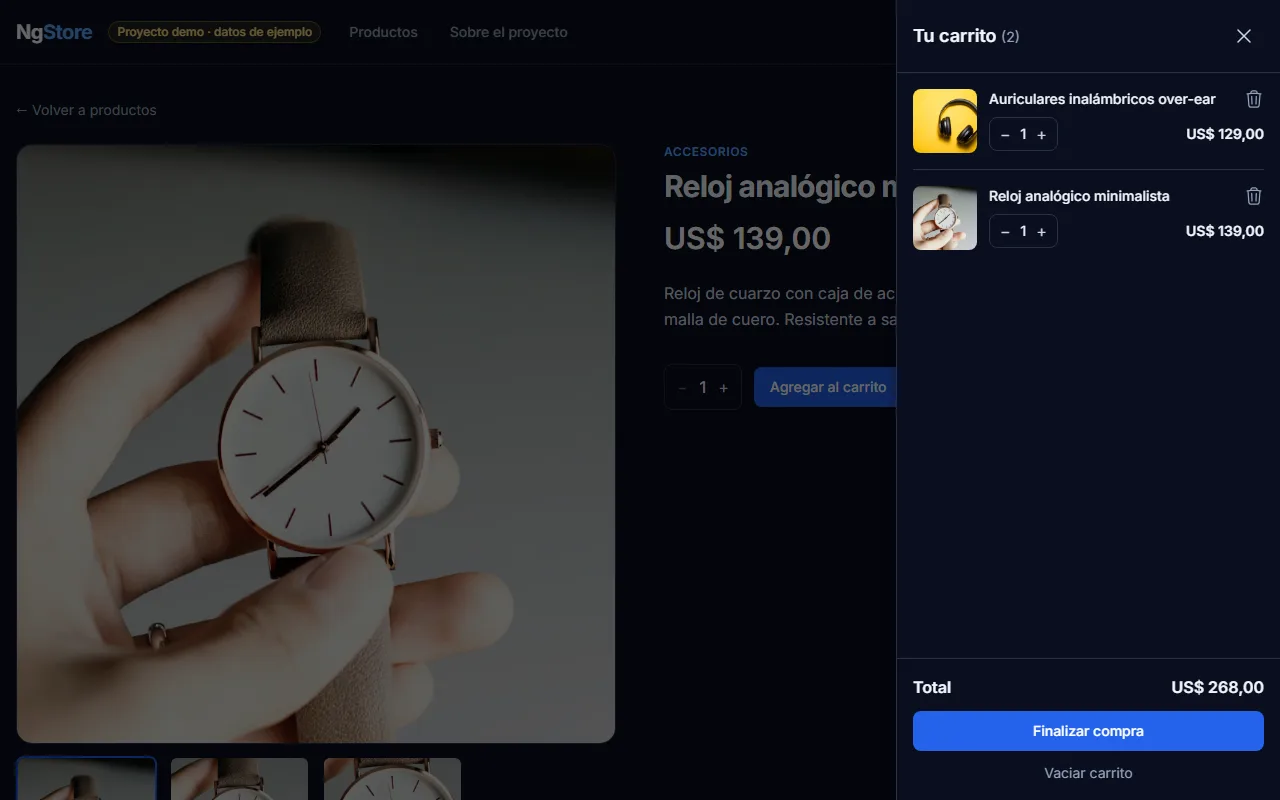 NgStore
Proyecto demo · datos de ejemplo
Productos
Sobre el proyecto
← Volver a productos
ACCESORIOS
Reloj analógico
US$ 139,00
Reloj de cuarzo con caja de
malla de cuero. Resistente a
− 1 +
Agregar al carrito
Tu carrito (2)
Auriculares inalámbricos over-ear
− 1 +
US$ 129,00
Reloj analógico minimalista
− 1 +
US$ 139,00
Total
US$ 268,00
Finalizar compra
Vaciar carrito